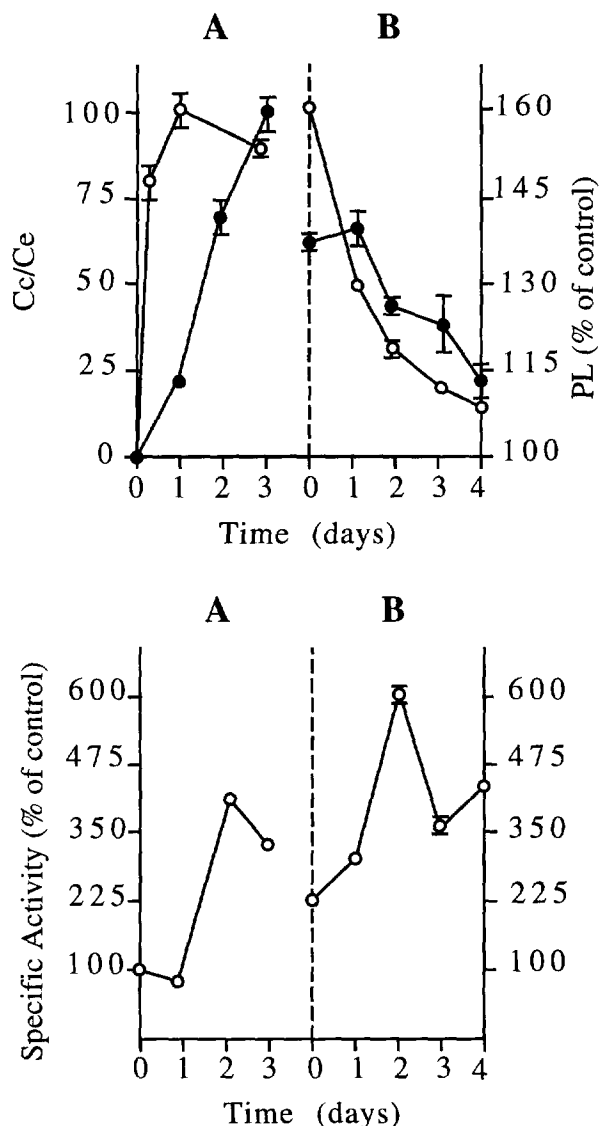 A B
100 160
75 145
50 130
25 115
0 100
Cc/Ce
PL (% of control)
0 1 2 3 0 1 2 3 4
Time (days)
A B
600 600
475 475
350 350
225 225
100 100
Specific Activity (% of control)
0 1 2 3 0 1 2 3 4
Time (days)